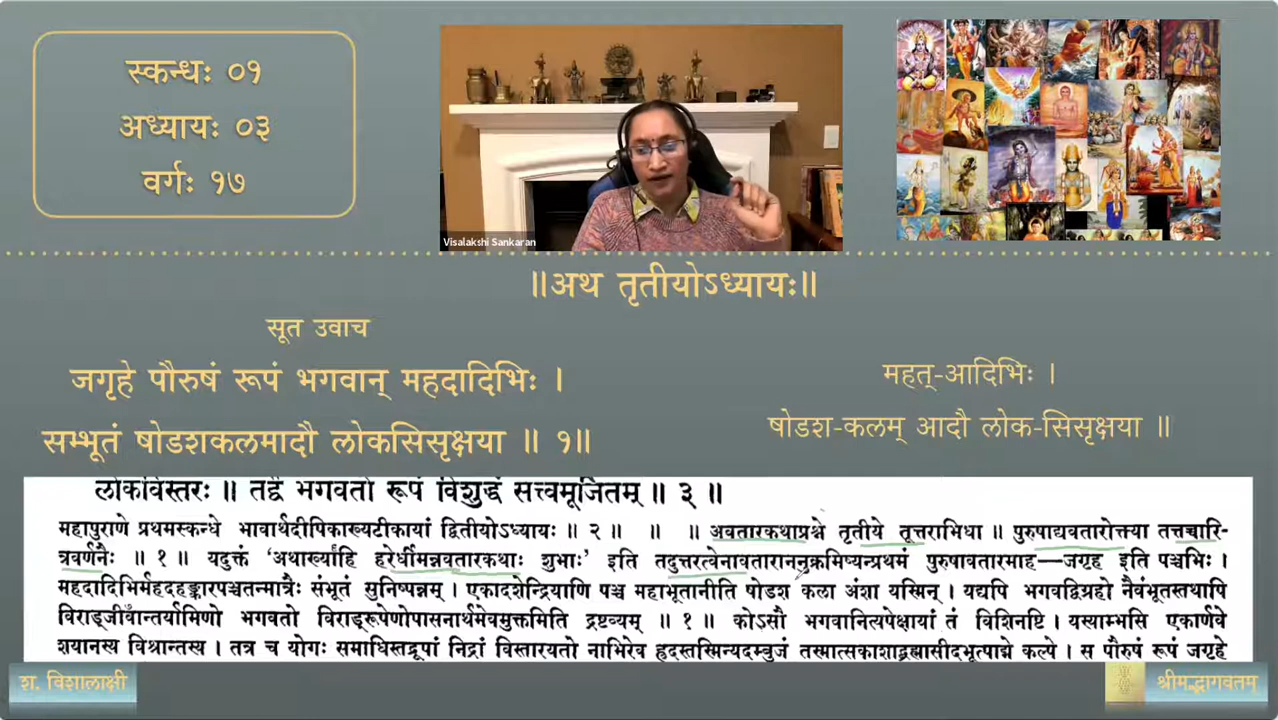 स्कन्धः ०१
अध्यायः ०३
वर्गः १७
Visalakshi Sankaran
॥अथ तृतीयोऽध्यायः॥
सूत उवाच
जगृहे पौरुषं रूपं भगवान् महदादिभिः ।
सम्भूतं षोडशकलमादौ लोकसिसृक्षया ॥ १॥
महत्-आदिभिः ।
षोडश-कलम् आदौ लोक-सिसृक्षया ॥
लोकविस्तरः ॥ तद्वै भगवतो रूपं विशुद्धं सत्त्वमूर्जितम् ॥ ३ ॥
महापुराणे प्रथमस्कन्धे भावार्थदीपिकाख्यटीकायां द्वितीयोऽध्यायः ॥ २ ॥ ॥ ॥ अवतारकथाप्रश्ने तृतीये तूत्तराभिधा ॥ पुरुषाद्यवतारोक्त्या तत्तच्चारि-
त्रवर्णनैः ॥ १ ॥ यदुक्तं ‘अथाख्याहि हरेर्धीमन्नवतारकथाः शुभाः’ इति तदुत्तरत्वेनावताराननुक्रमिष्यन्प्रथमं पुरुषावतारमाह—जगृह इति पञ्चभिः ।
महदादिभिर्महदहङ्कारपञ्चतन्मात्रैः संभूतं सुनिष्पन्नम् । एकादशेन्द्रियाणि पञ्च महाभूतानीति षोडश कला अंशा यस्मिन् । यद्यपि भगवद्विग्रहो नैवंभूतस्तथापि
विराड्जीवान्तर्यामिणो भगवतो विराड्रूपेणोपासनार्थमेवमुक्तमिति द्रष्टव्यम् ॥ १ ॥ कोऽसौ भगवानित्यपेक्षायां तं विशिनष्टि । यस्याम्भसि एकार्णवे
शयानस्य विश्रान्तस्य । तत्र च योगः समाधिस्तद्रूपां निद्रां विस्तारयतो नाभिरेव ह्रदस्तस्मिन्यदम्बुजं तस्मात्सकाशाद्ब्रह्मासीदभूत्पाद्मे कल्पे । स पौरुषं रूपं जगृहे
श. विशालाक्षी
श्रीमद्भागवतम्